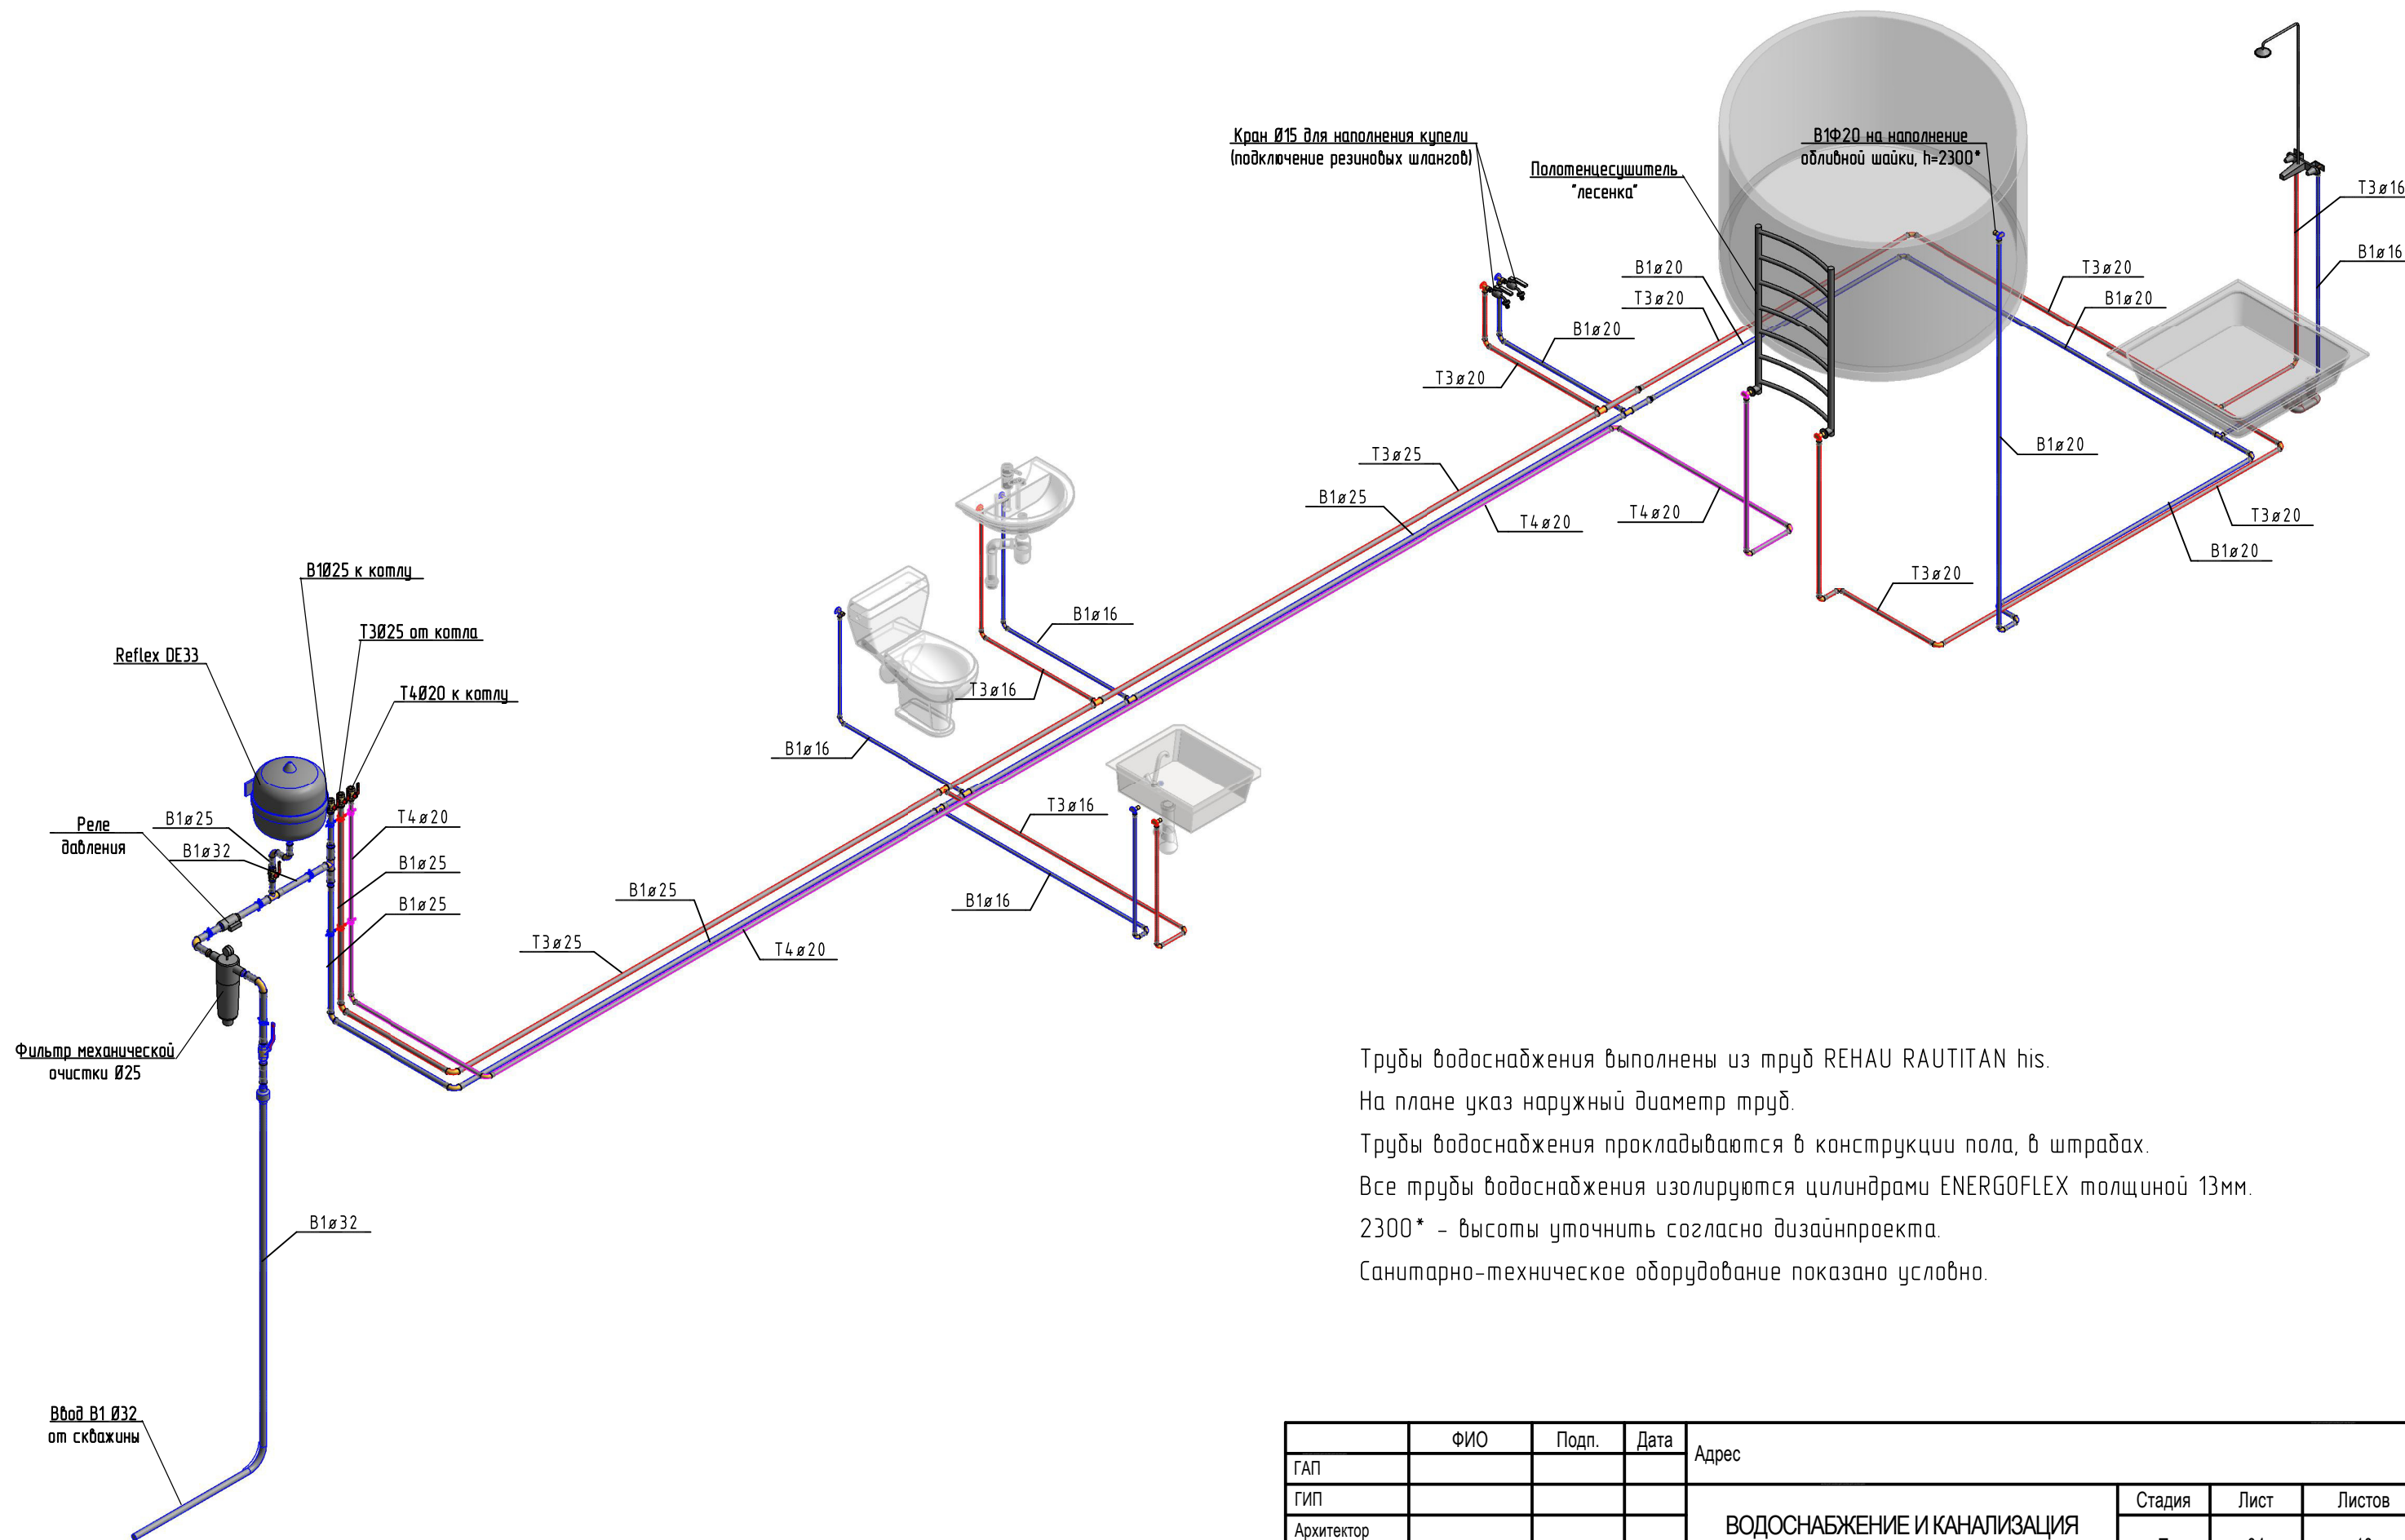 Кран Ø15 для наполнения купели
(подключение резиновых шлангов)
Полотенцесушитель
"лесенка"
В1Ф20 на наполнение
обливной шайки, h=2300*
Т3ø16
В1ø16
В1ø20
Т3ø20
В1ø20
Т3ø20
Т3ø20
В1ø20
В1ø20
Т3ø25
В1ø25
Т4ø20
Т4ø20
Т3ø20
В1ø20
Т3ø20
В1Ø25 к котлу
Т3Ø25 от котла
Reflex DE33
Т4Ø20 к котлу
В1ø16
Т3ø16
В1ø16
Т3ø16
В1ø16
Реле
давления
В1ø25
В1ø32
Т4ø20
В1ø25
В1ø25
В1ø25
Т3ø25
Т4ø20
Фильтр механической
очистки Ø25
В1ø32
Ввод В1 Ø32
от скважины
Трубы водоснабжения выполнены из труб REHAU RAUTITAN his.
На плане указ наружный диаметр труб.
Трубы водоснабжения прокладываются в конструкции пола, в штрабах.
Все трубы водоснабжения изолируются цилиндрами ENERGOFLEX толщиной 13мм.
2300* - высоты уточнить согласно дизайнпроекта.
Санитарно-техническое оборудование показано условно.
ФИО Подп. Дата
Адрес
ГАП
ГИП
Стадия Лист Листов
Архитектор
ВОДОСНАБЖЕНИЕ И КАНАЛИЗАЦИЯ